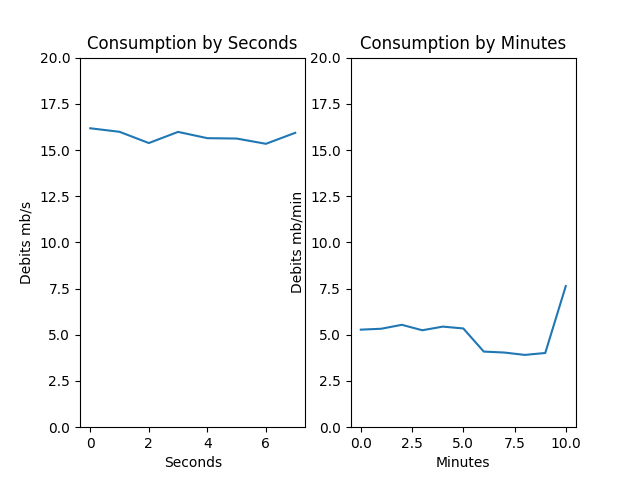 Consumption by Seconds
20.0
17.5
15.0
12.5
10.0
7.5
5.0
2.5
0.0
Debits mb/s
0 2 4 6
Seconds
Consumption by Minutes
20.0
17.5
15.0
12.5
10.0
7.5
5.0
2.5
0.0
Debits mb/min
0.0 2.5 5.0 7.5 10.0
Minutes